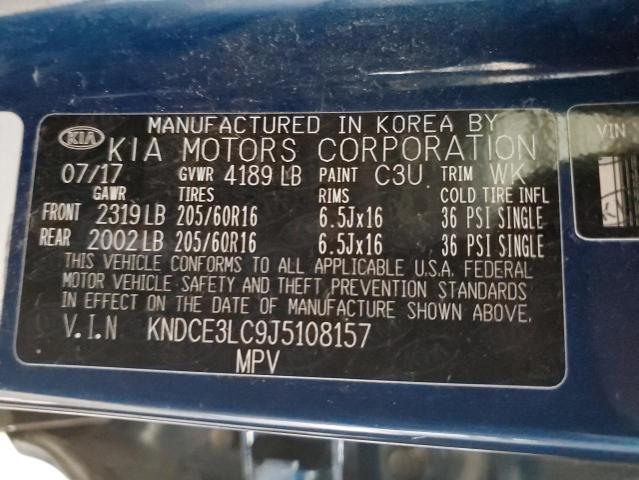 MANUFACTURED IN KOREA BY
KIA KIA MOTORS CORPORATION
07/17 GVWR 4189 LB PAINT C3U TRIM WK
GAWR TIRES RIMS COLD TIRE INFL
FRONT 2319 LB 205/60R16 6.5Jx16 36 PSI SINGLE
REAR 2002 LB 205/60R16 6.5Jx16 36 PSI SINGLE
THIS VEHICLE CONFORMS TO ALL APPLICABLE U.S.A. FEDERAL
MOTOR VEHICLE SAFETY AND THEFT PREVENTION STANDARDS
IN EFFECT ON THE DATE OF MANUFACTURE SHOWN ABOVE.
V.I.N KNDCE3LC9J5108157
MPV
VIN